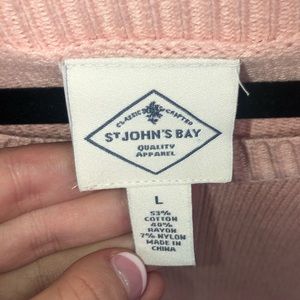 CLASSIC CRAFTED
ST JOHN'S BAY
QUALITY
APPAREL
L
53%
COTTON
40%
RAYON
7% NYLON
MADE IN
CHINA